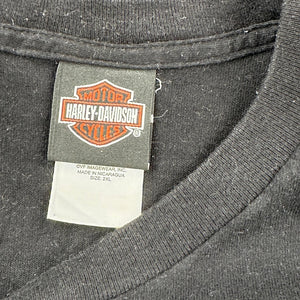 MOTOR
HARLEY-DAVIDSON
CYCLES
®
©VF IMAGEWEAR, INC.
MADE IN NICARAGUA
SIZE: 2XL